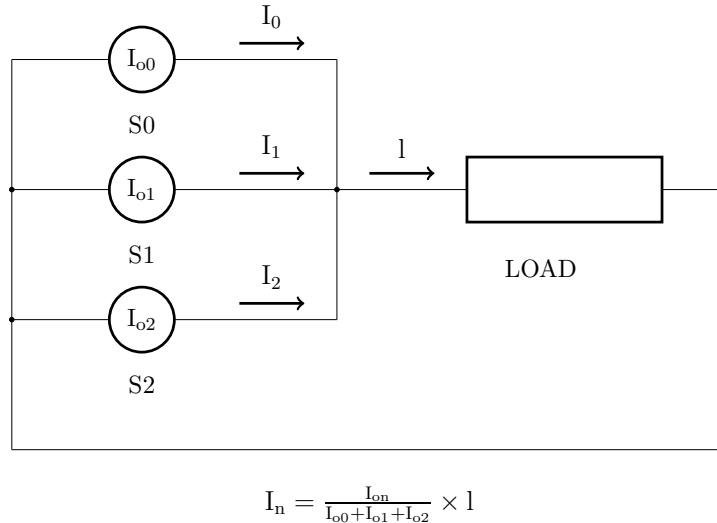 I₀
Iₒ₀
S0
I₁
l
Iₒ₁
S1
LOAD
I₂
Iₒ₂
S2
Iₙ = Iₒₙ / (Iₒ₀+Iₒ₁+Iₒ₂) × l